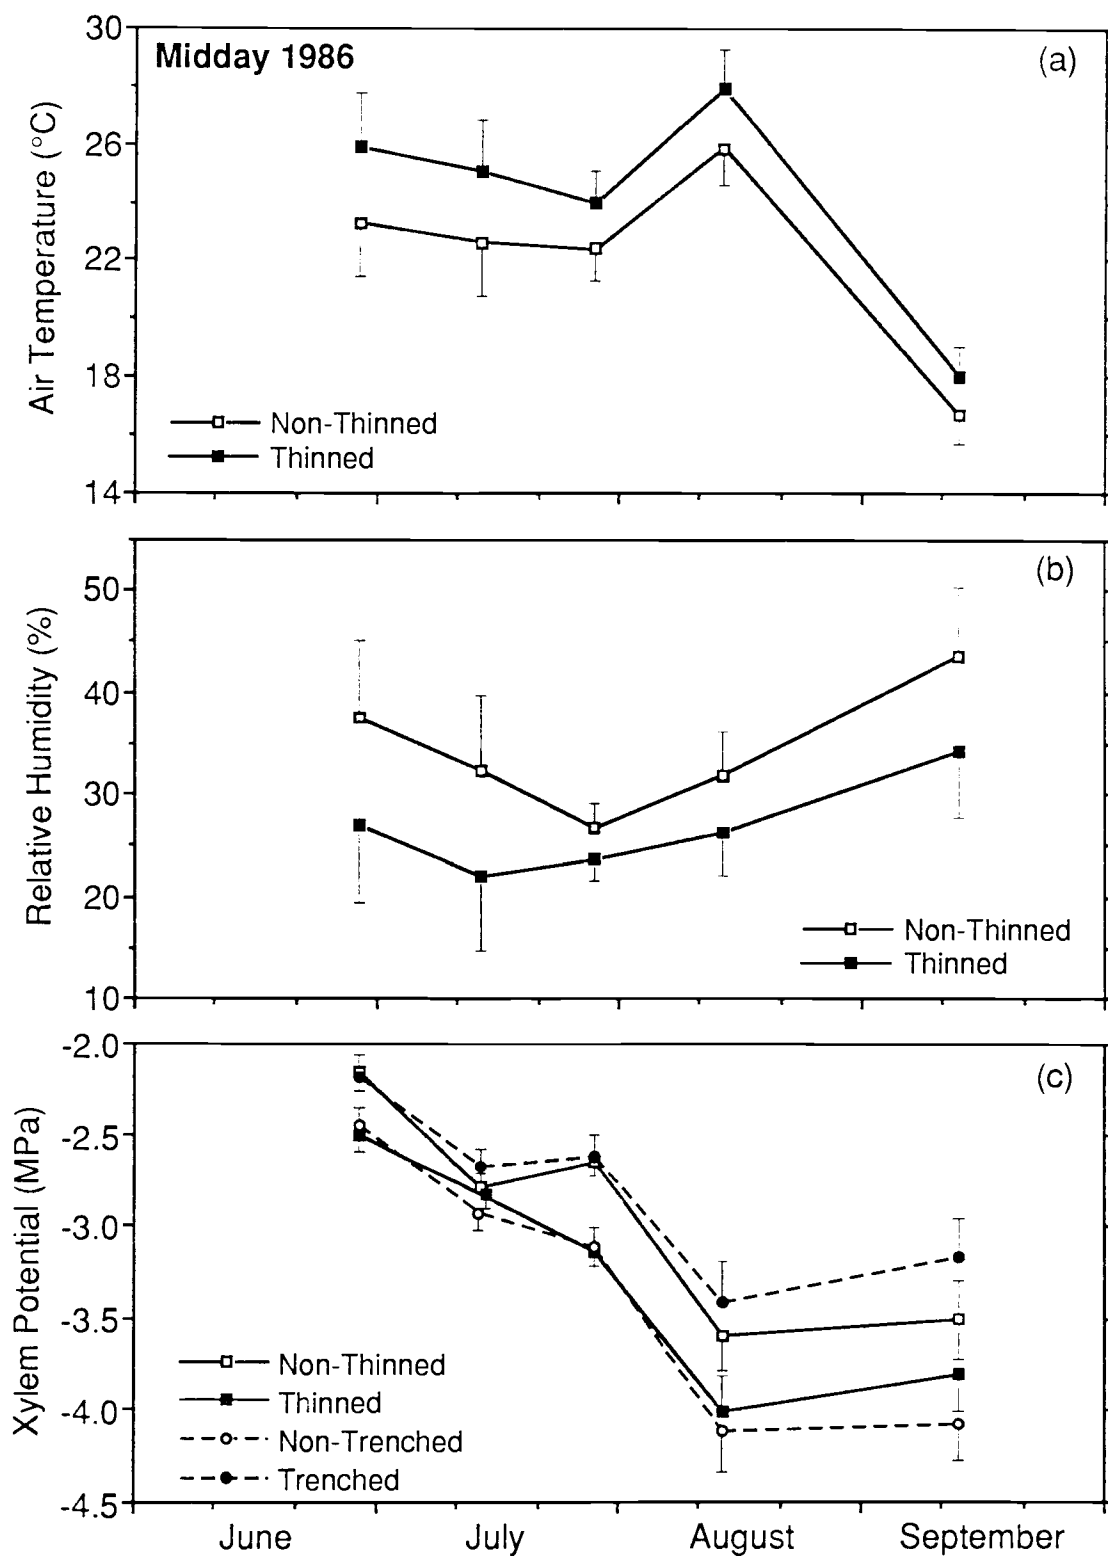 Midday 1986
(a)
Air Temperature (°C)
30
26
22
18
14
Non-Thinned
Thinned
(b)
Relative Humidity (%)
50
40
30
20
10
Non-Thinned
Thinned
(c)
Xylem Potential (MPa)
-2.0
-2.5
-3.0
-3.5
-4.0
-4.5
Non-Thinned
Thinned
Non-Trenched
Trenched
June July August September